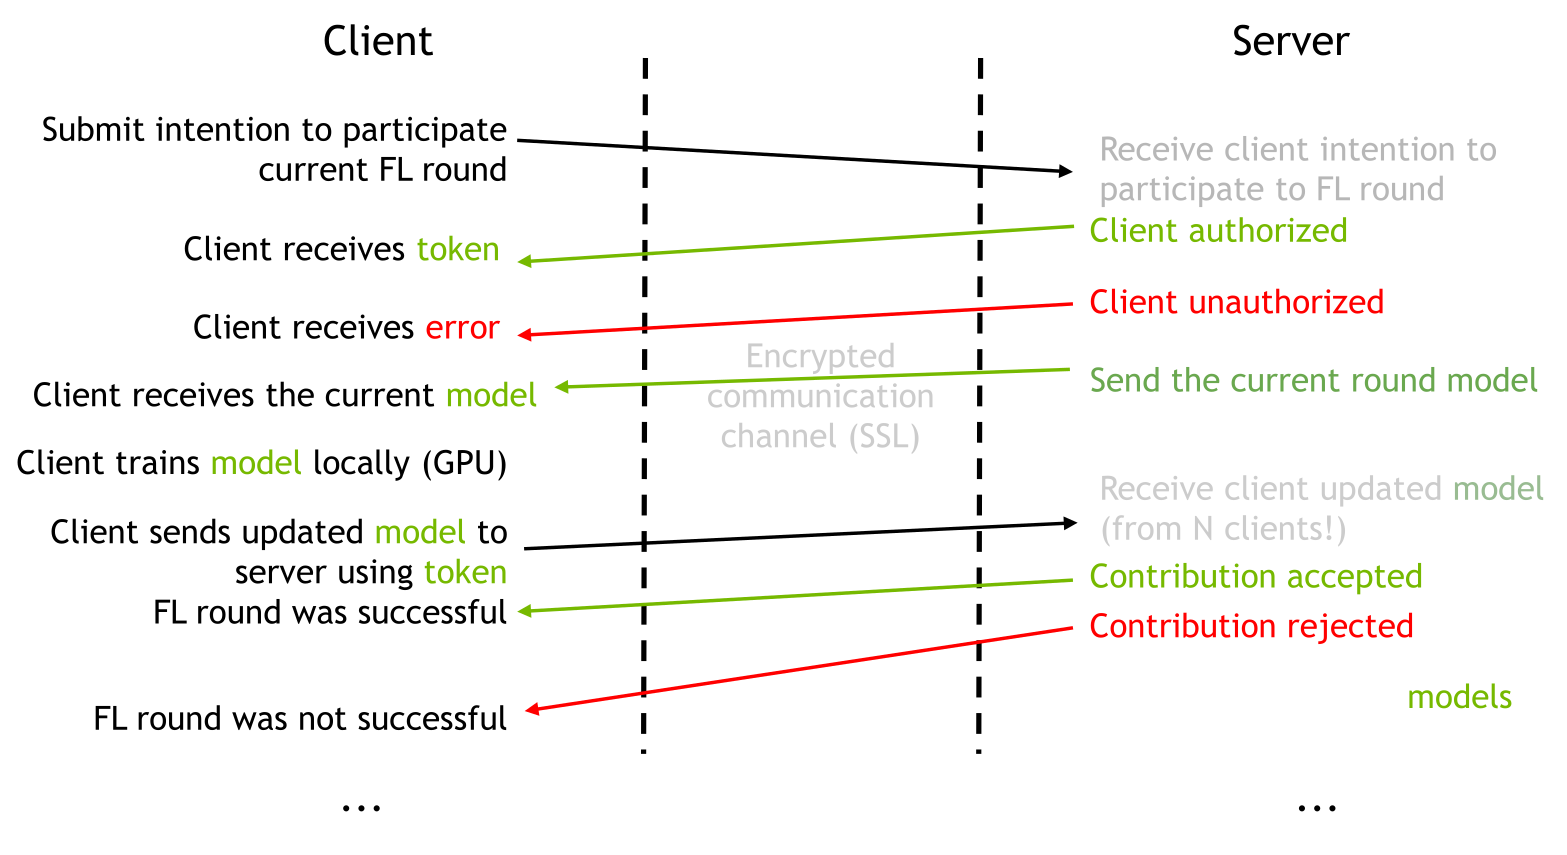 Client
Server
Submit intention to participate
current FL round
Receive client intention to
participate to FL round
Client authorized
Client receives token
Client unauthorized
Client receives error
Encrypted
communication
channel (SSL)
Send the current round model
Client receives the current model
Client trains model locally (GPU)
Receive client updated model
(from N clients!)
Client sends updated model to
server using token
Contribution accepted
FL round was successful
Contribution rejected
models
FL round was not successful
...
...